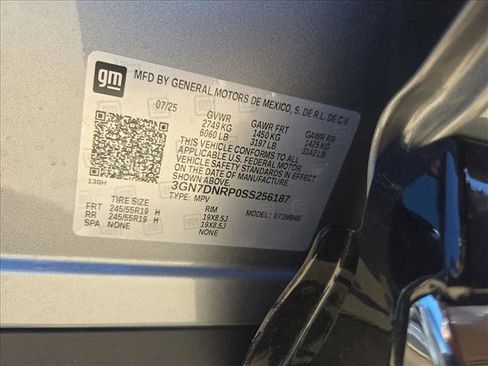 gm
MFD BY GENERAL MOTORS DE MEXICO, S. DE R.L. DE C.V.
07/25
GVWR GAWR FRT GAWR RR
2749 KG 1450 KG 1425 KG
6060 LB 3197 LB 3142 LB
THIS VEHICLE CONFORMS TO ALL
APPLICABLE U.S. FEDERAL MOTOR
VEHICLE SAFETY STANDARDS IN
EFFECT ON THE DATE OF
MANUFACTURE SHOWN ABOVE.
3GN7DNRP0SS256187
130H
TYPE: MPV MODEL:
TIRE SIZE RIM
FRT 245/55R19 H 19X8.5J
RR 245/55R19 H 19X8.5J
SPA NONE NONE